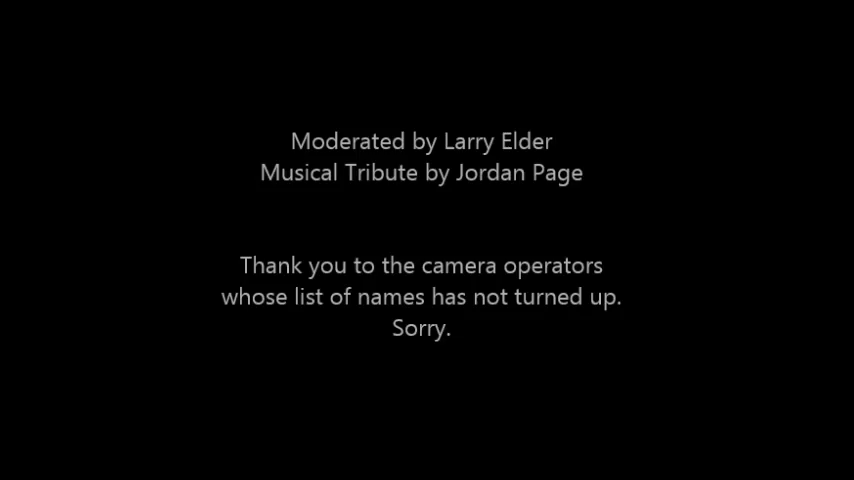 Moderated by Larry Elder
Musical Tribute by Jordan Page
Thank you to the camera operators
whose list of names has not turned up.
Sorry.